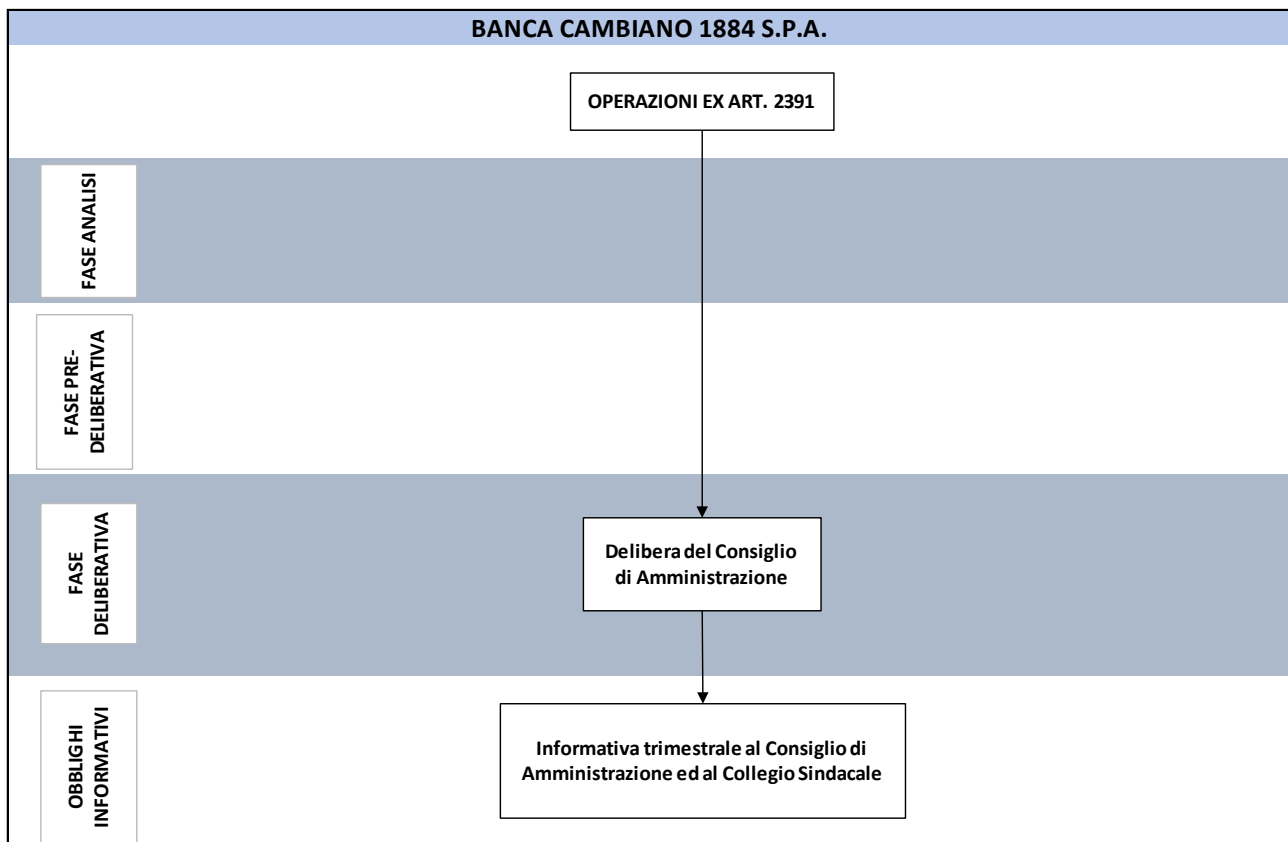 BANCA CAMBIANO 1884 S.P.A.
OPERAZIONI EX ART. 2391
FASE ANALISI
FASE PRE-
DELIBERATIVA
FASE
DELIBERATIVA
Delibera del Consiglio
di Amministrazione
OBBLIGHI
INFORMATIVI
Informativa trimestrale al Consiglio di
Amministrazione ed al Collegio Sindacale